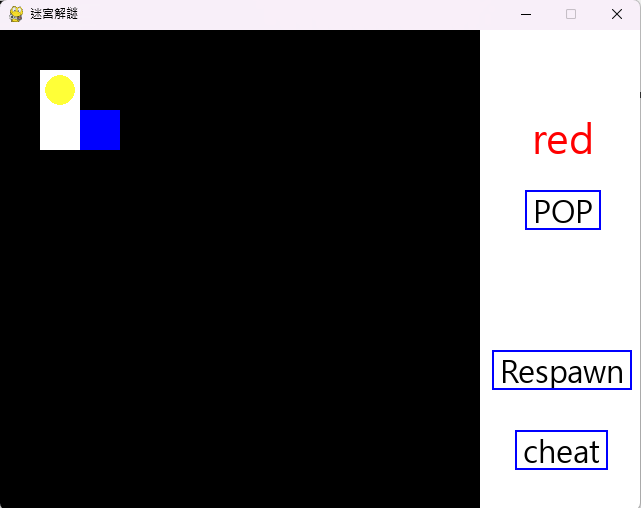 迷宮解謎
red
POP
Respawn
cheat